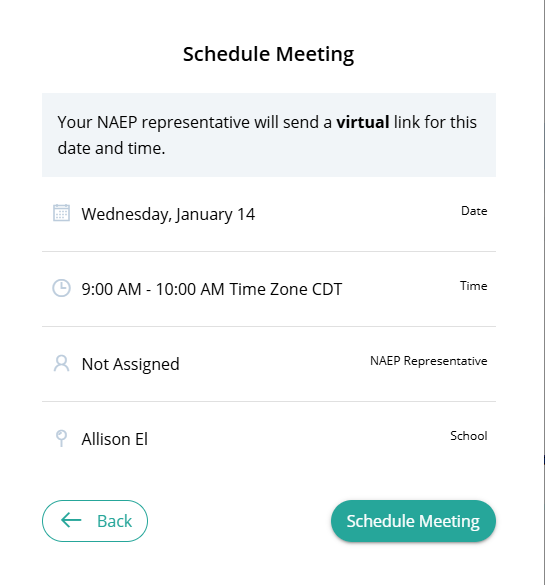 Schedule Meeting
Your NAEP representative will send a virtual link for this
date and time.
Wednesday, January 14
Date
9:00 AM - 10:00 AM Time Zone CDT
Time
Not Assigned
NAEP Representative
Allison El
School
Back
Schedule Meeting